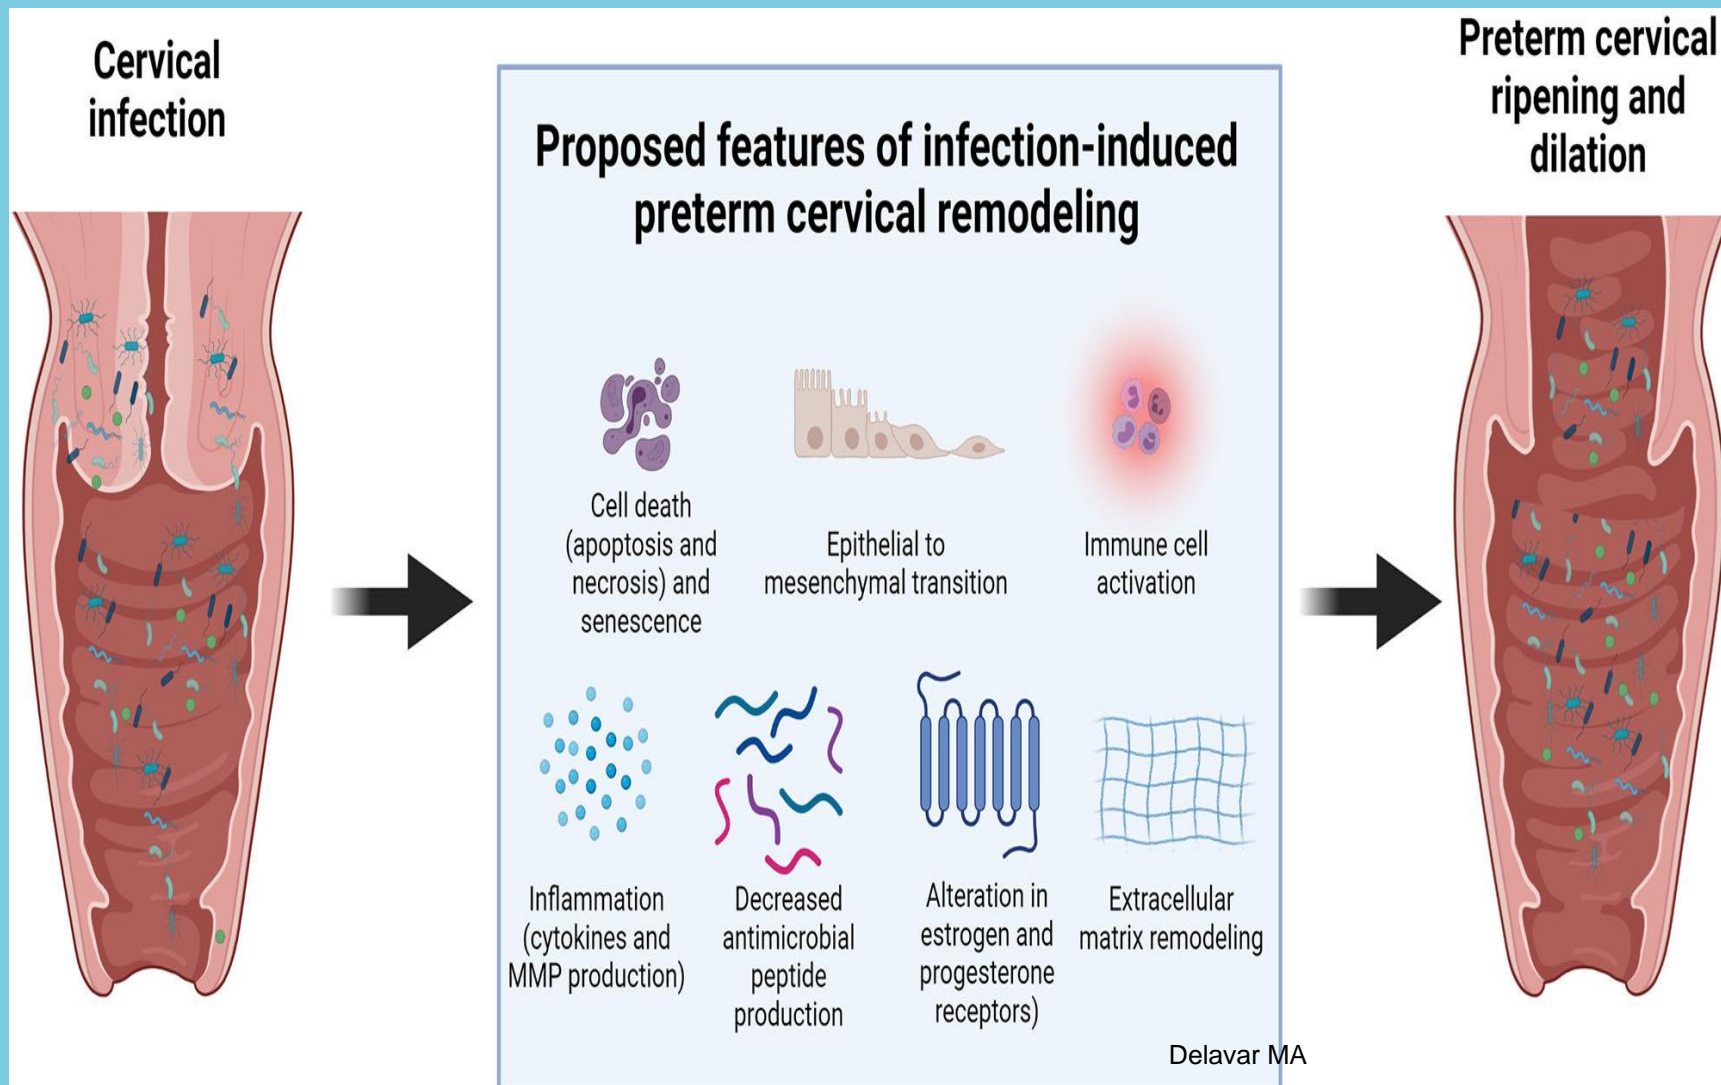 Cervical
infection
Proposed features of infection-induced
preterm cervical remodeling
Preterm cervical
ripening and
dilation
Cell death
(apoptosis and
necrosis) and
senescence
Epithelial to
mesenchymal transition
Immune cell
activation
Inflammation
(cytokines and
MMP production)
Decreased
antimicrobial
peptide
production
Alteration in
estrogen and
progesterone
receptors)
Extracellular
matrix remodeling
Delavar MA